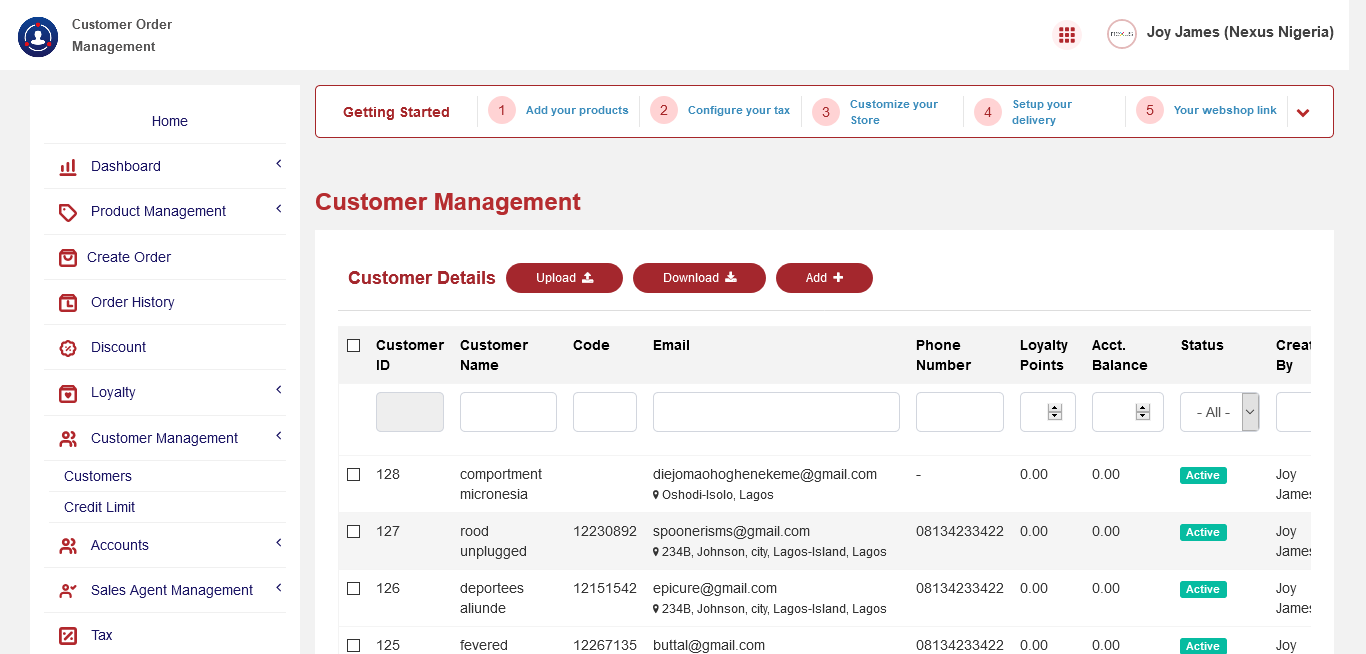 Customer Order
Management
nexus
Joy James (Nexus Nigeria)
Home
Dashboard
Product Management
Create Order
Order History
Discount
Loyalty
Customer Management
Customers
Credit Limit
Accounts
Sales Agent Management
Tax
Getting Started
1 Add your products
2 Configure your tax
3 Customize your
Store
4 Setup your
delivery
5 Your webshop link
Customer Management
Customer Details Upload Download Add
Customer Customer Code Email Phone Loyalty Acct. Status Creat
ID Name Number Points Balance By
- All -
128 comportment diejomaohoghenekeme@gmail.com - 0.00 0.00 Active Joy
micronesia Oshodi-Isolo, Lagos James
127 rood 12230892 spoonerisms@gmail.com 08134233422 0.00 0.00 Active Joy
unplugged 234B, Johnson, city, Lagos-Island, Lagos James
126 deportees 12151542 epicure@gmail.com 08134233422 0.00 0.00 Active Joy
aliunde 234B, Johnson, city, Lagos-Island, Lagos James
125 fevered 12267135 buttal@gmail.com 08134233422 0.00 0.00 Active Joy